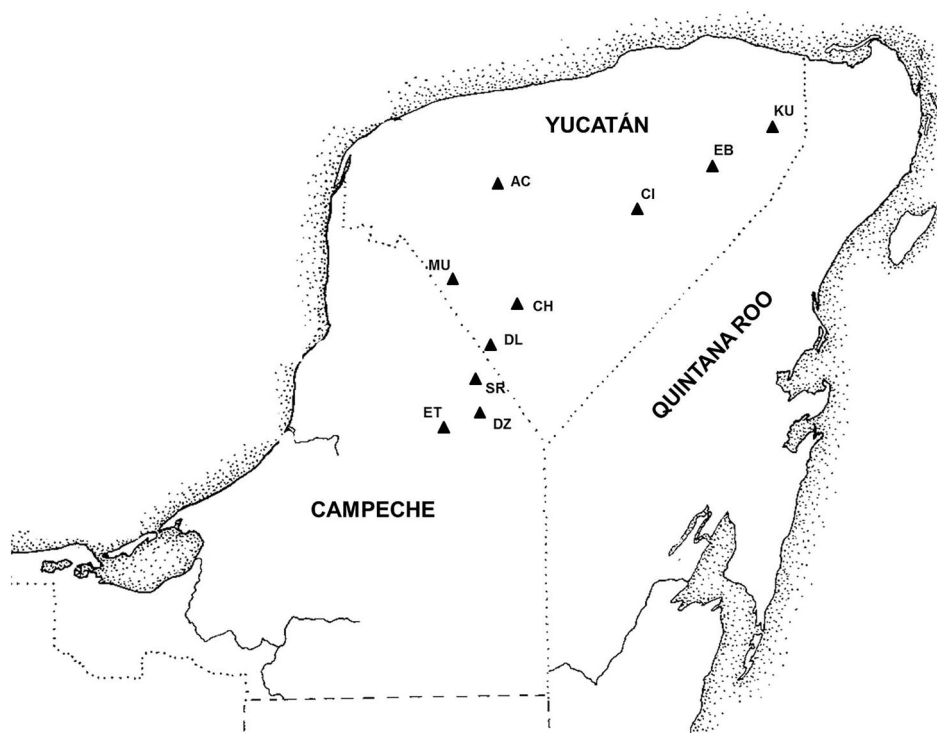 KU
YUCATÁN
EB
AC
CI
MU
CH
QUINTANA ROO
DL
SR
ET
DZ
CAMPECHE